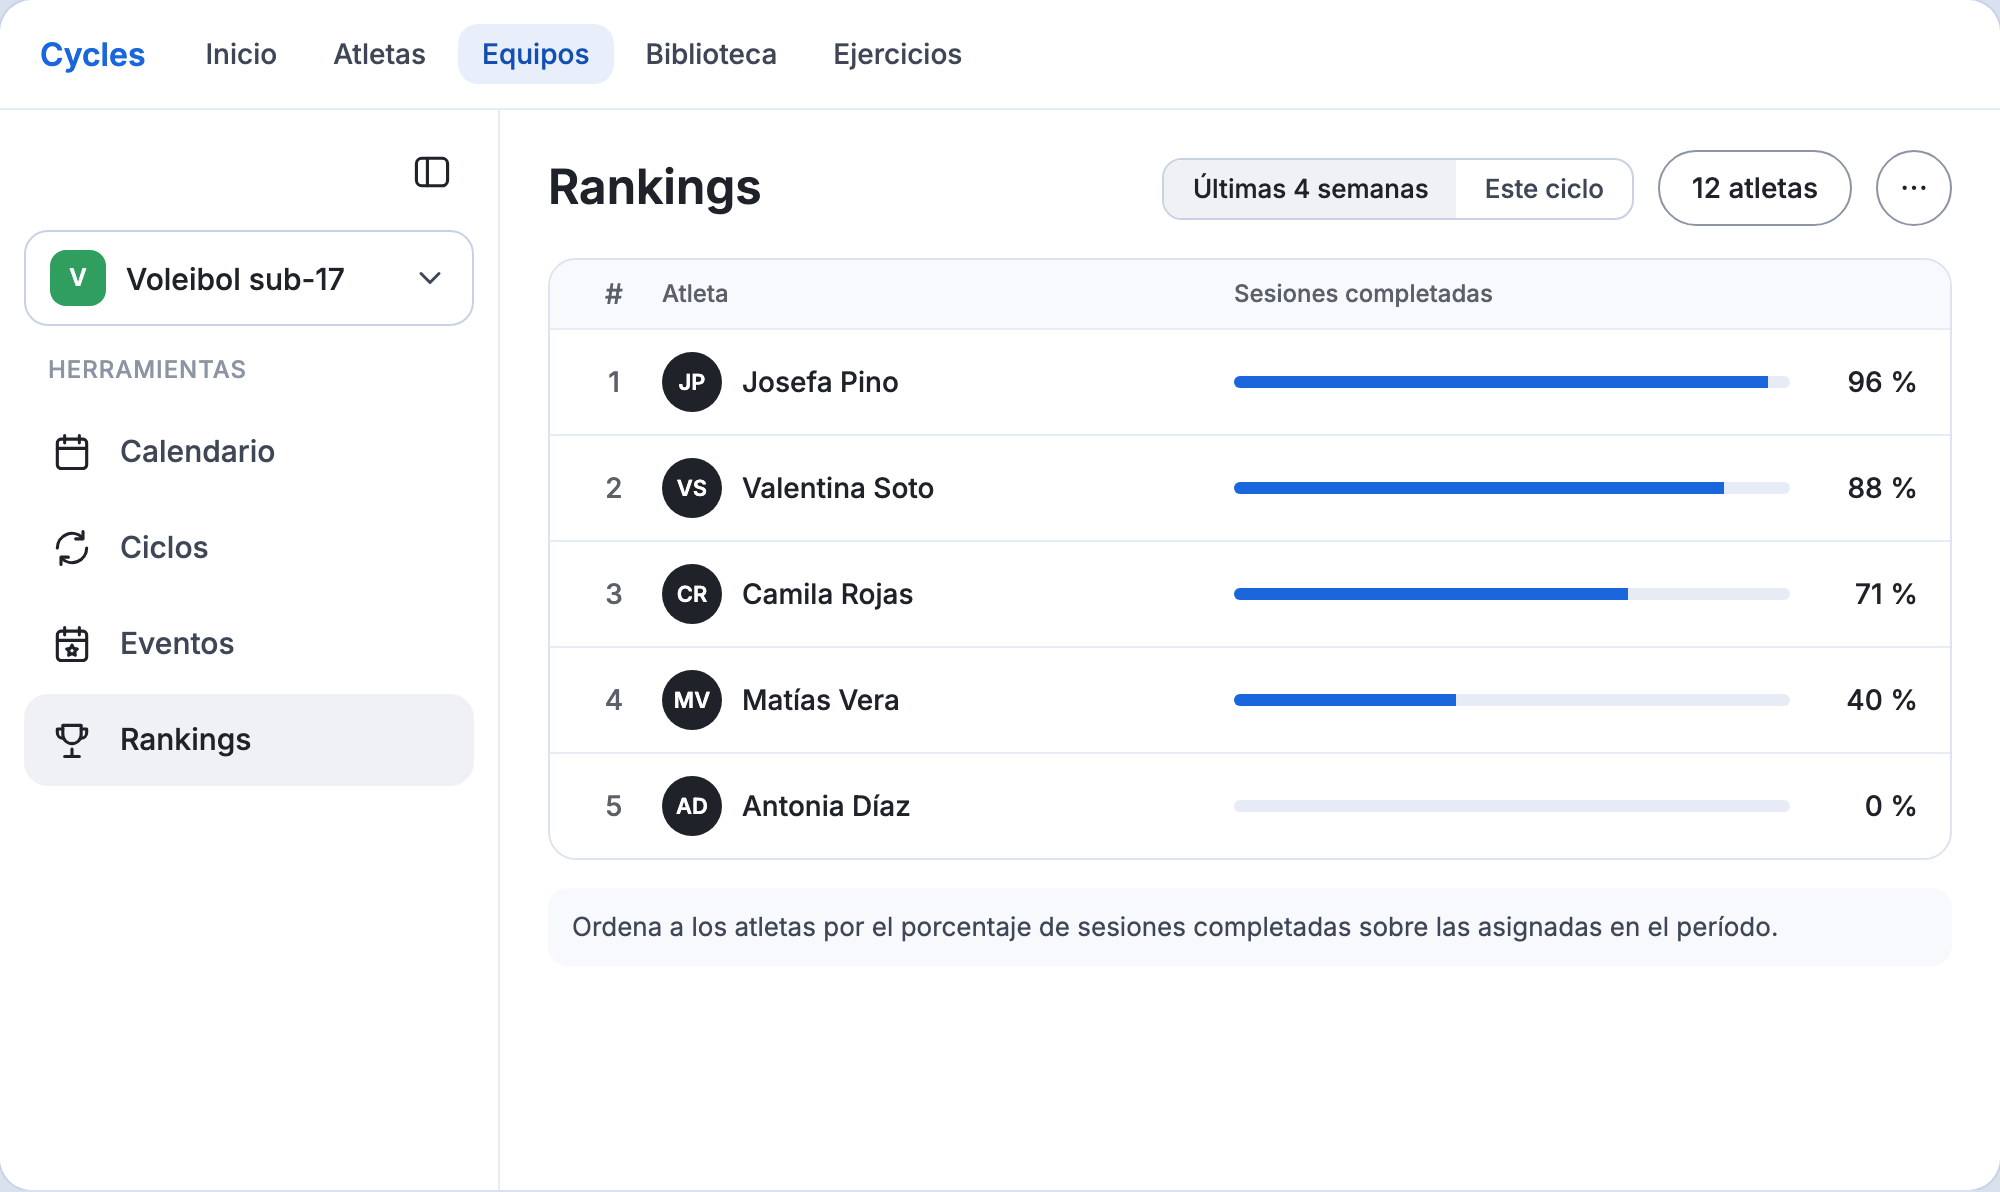 Cycles Inicio Atletas Equipos Biblioteca Ejercicios
V Voleibol sub-17
HERRAMIENTAS
Calendario
Ciclos
Eventos
Rankings
Rankings Últimas 4 semanas Este ciclo 12 atletas ···
# Atleta Sesiones completadas
1 JP Josefa Pino 96 %
2 VS Valentina Soto 88 %
3 CR Camila Rojas 71 %
4 MV Matías Vera 40 %
5 AD Antonia Díaz 0 %
Ordena a los atletas por el porcentaje de sesiones completadas sobre las asignadas en el período.